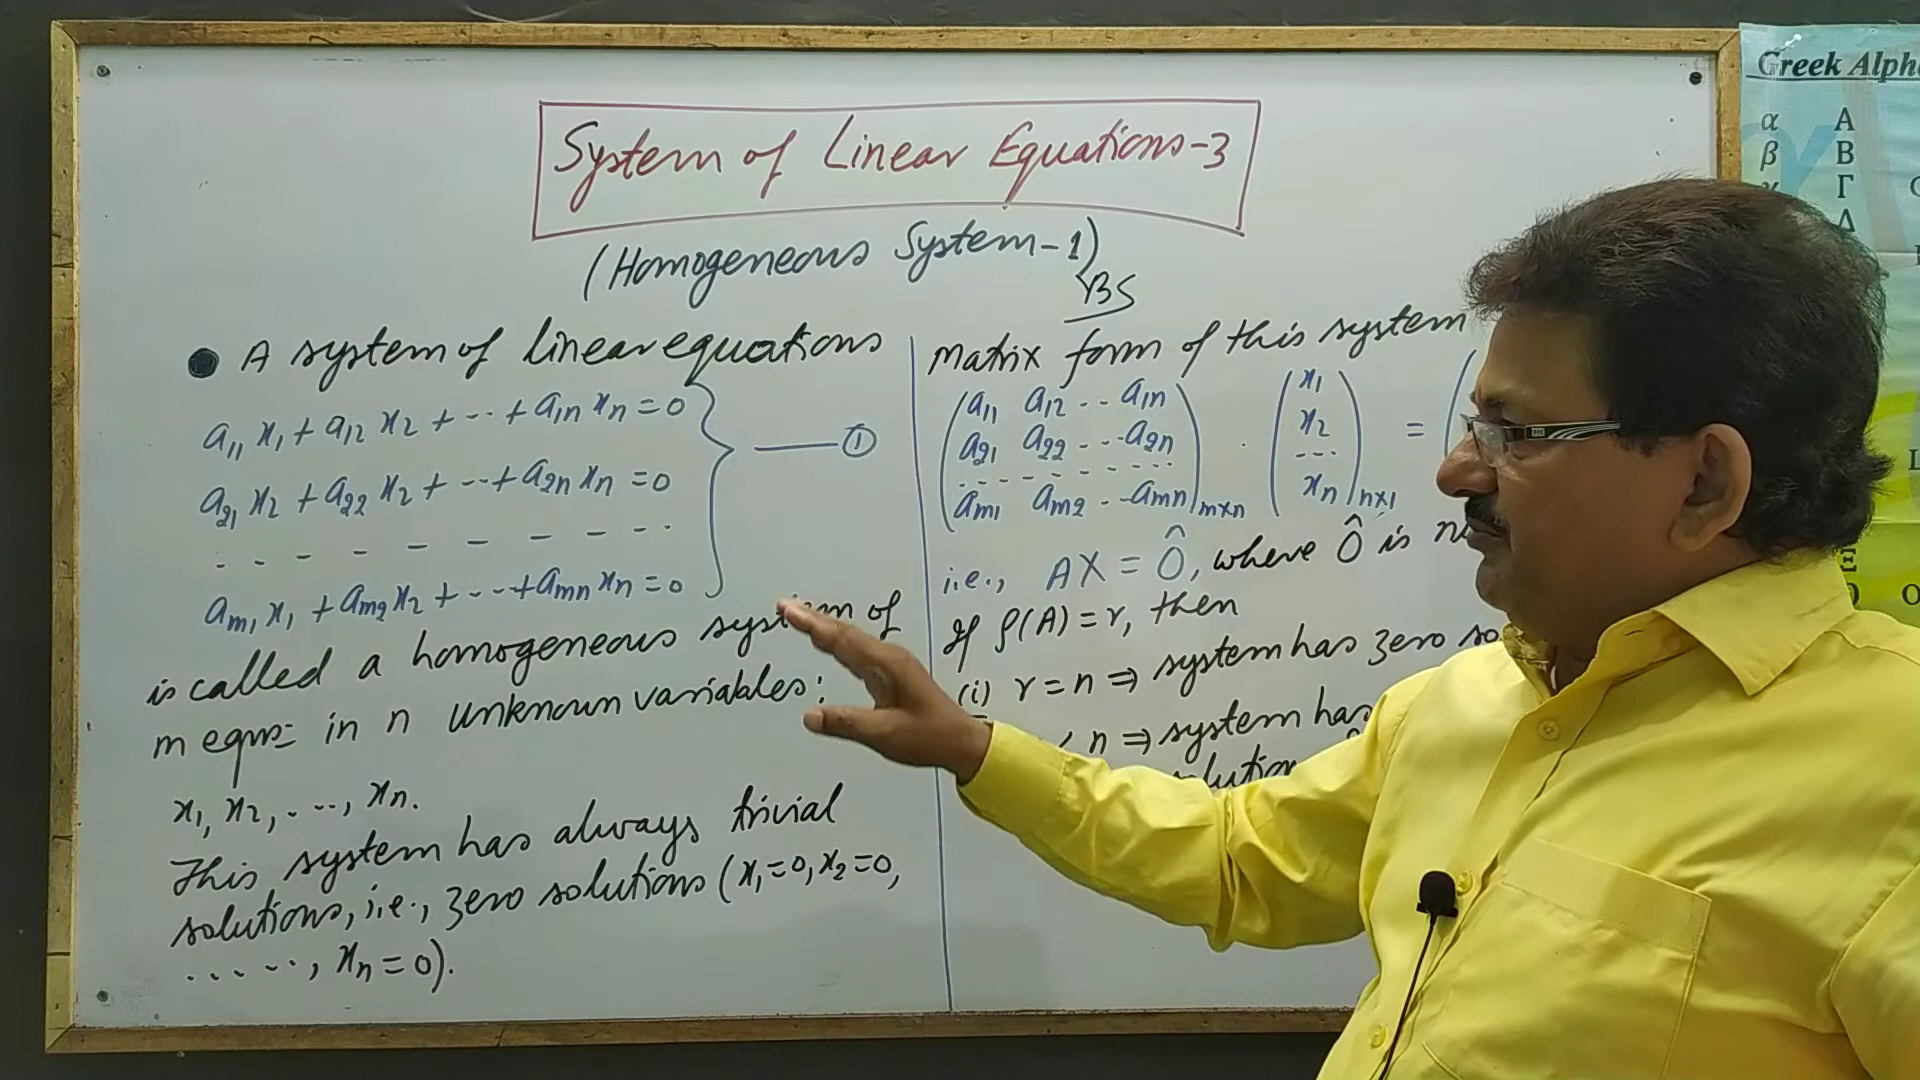 System of Linear Equations-3
(Homogeneous System-1)
BS
● A system of linear equations
a11 x1 + a12 x2 + -- + a1n xn = 0
a21 x2 + a22 x2 + --- + a2n xn = 0
- - - - - - - - - -
am1 x1 + am2 x2 + --- + amn xn = 0
①
is called a homogeneous system of
m eqns in n unknown variables:
x1, x2, ---, xn.
This system has always trivial
solutions, i.e., zero solutions (x1=0, x2=0,
......, xn=0).
Matrix form of this system
a11 a12 -- a1n
a21 a22 --- a2n
- - - - - - - -
am1 am2 -- amn
m×n
.
x1
x2
---
xn
n×1
=
i.e., AX = Ô, where Ô is
If ρ(A) = r, then
(i) r = n ⇒ system has zero
n ⇒ system has
Greek Alph
α A
β B
Γ
Δ
Ξ